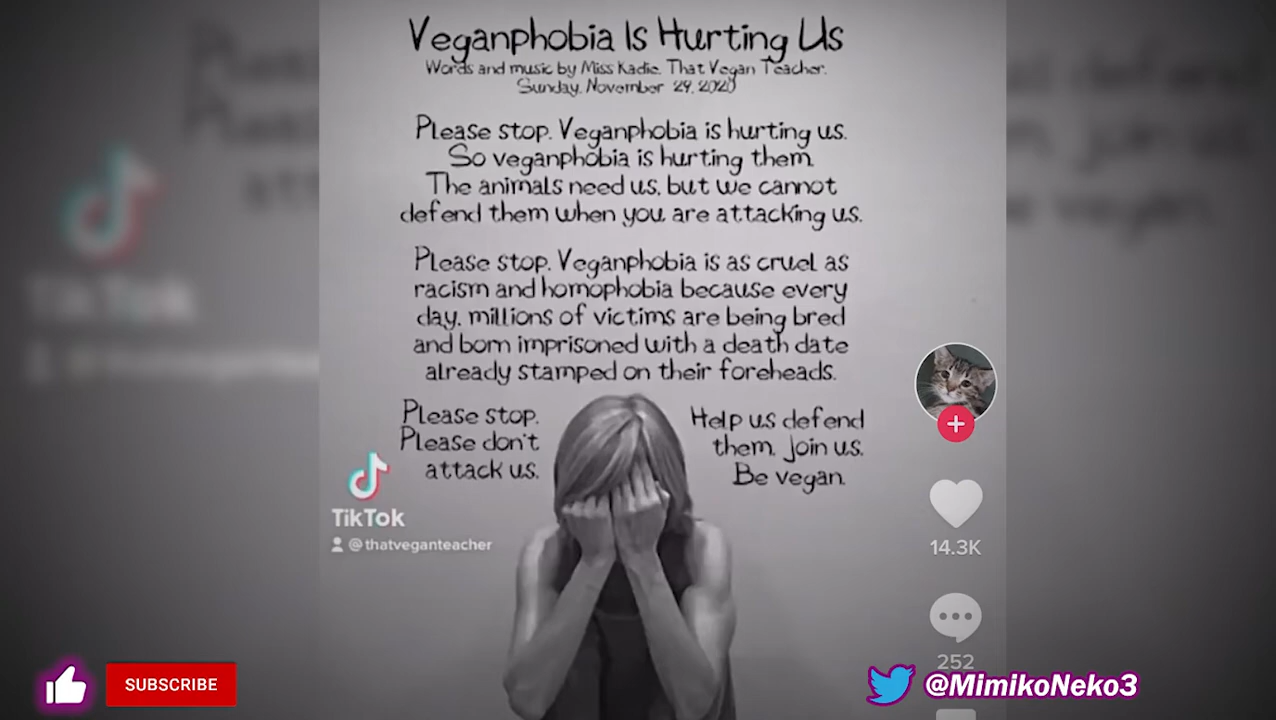 Veganphobia Is Hurting Us
Words and music by Miss Kadie. That Vegan Teacher.
Sunday, November 29, 2020
Please stop. Veganphobia is hurting us.
So veganphobia is hurting them.
The animals need us, but we cannot
defend them when you are attacking us.
Please stop. Veganphobia is as cruel as
racism and homophobia because every
day, millions of victims are being bred
and born imprisoned with a death date
already stamped on their foreheads.
Please stop.
Please don't
attack us.
Help us defend
them. Join us.
Be vegan.
TikTok
@thatveganteacher
14.3K
252
SUBSCRIBE
@MimikoNeko3